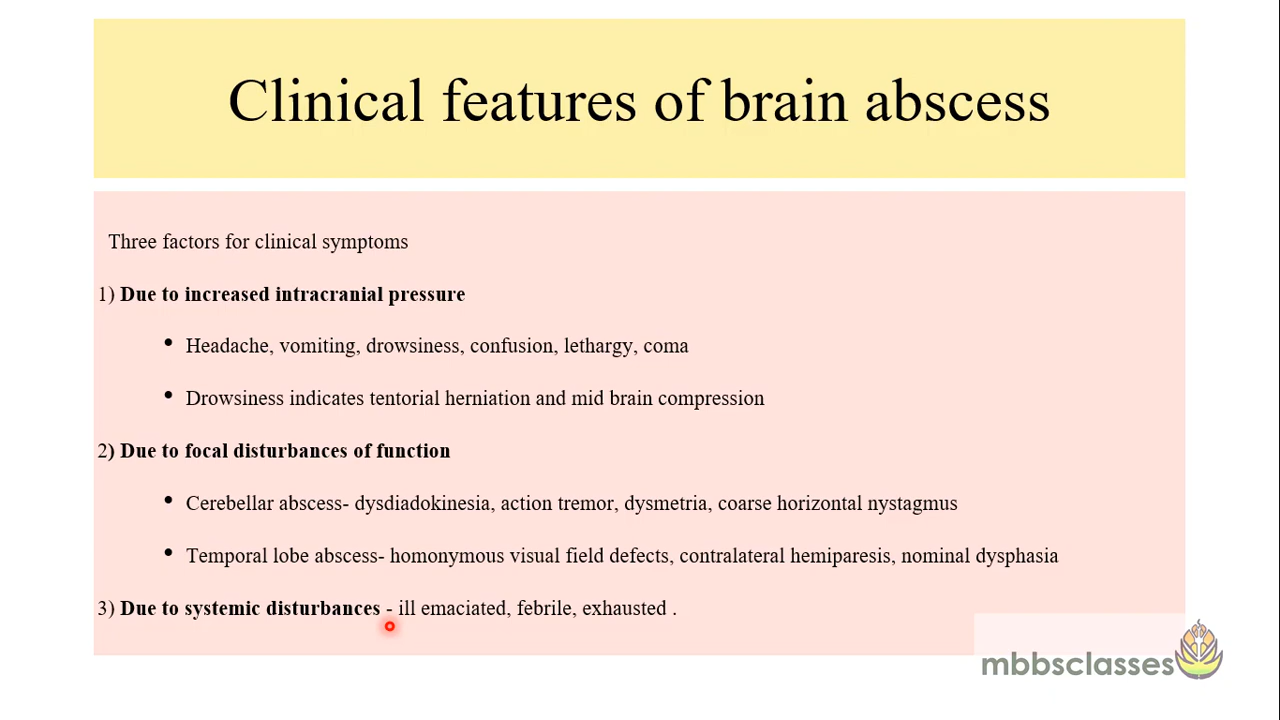 Clinical features of brain abscess
Three factors for clinical symptoms
1) Due to increased intracranial pressure
• Headache, vomiting, drowsiness, confusion, lethargy, coma
• Drowsiness indicates tentorial herniation and mid brain compression
2) Due to focal disturbances of function
• Cerebellar abscess- dysdiadokinesia, action tremor, dysmetria, coarse horizontal nystagmus
• Temporal lobe abscess- homonymous visual field defects, contralateral hemiparesis, nominal dysphasia
3) Due to systemic disturbances - ill emaciated, febrile, exhausted .
mbbsclasses